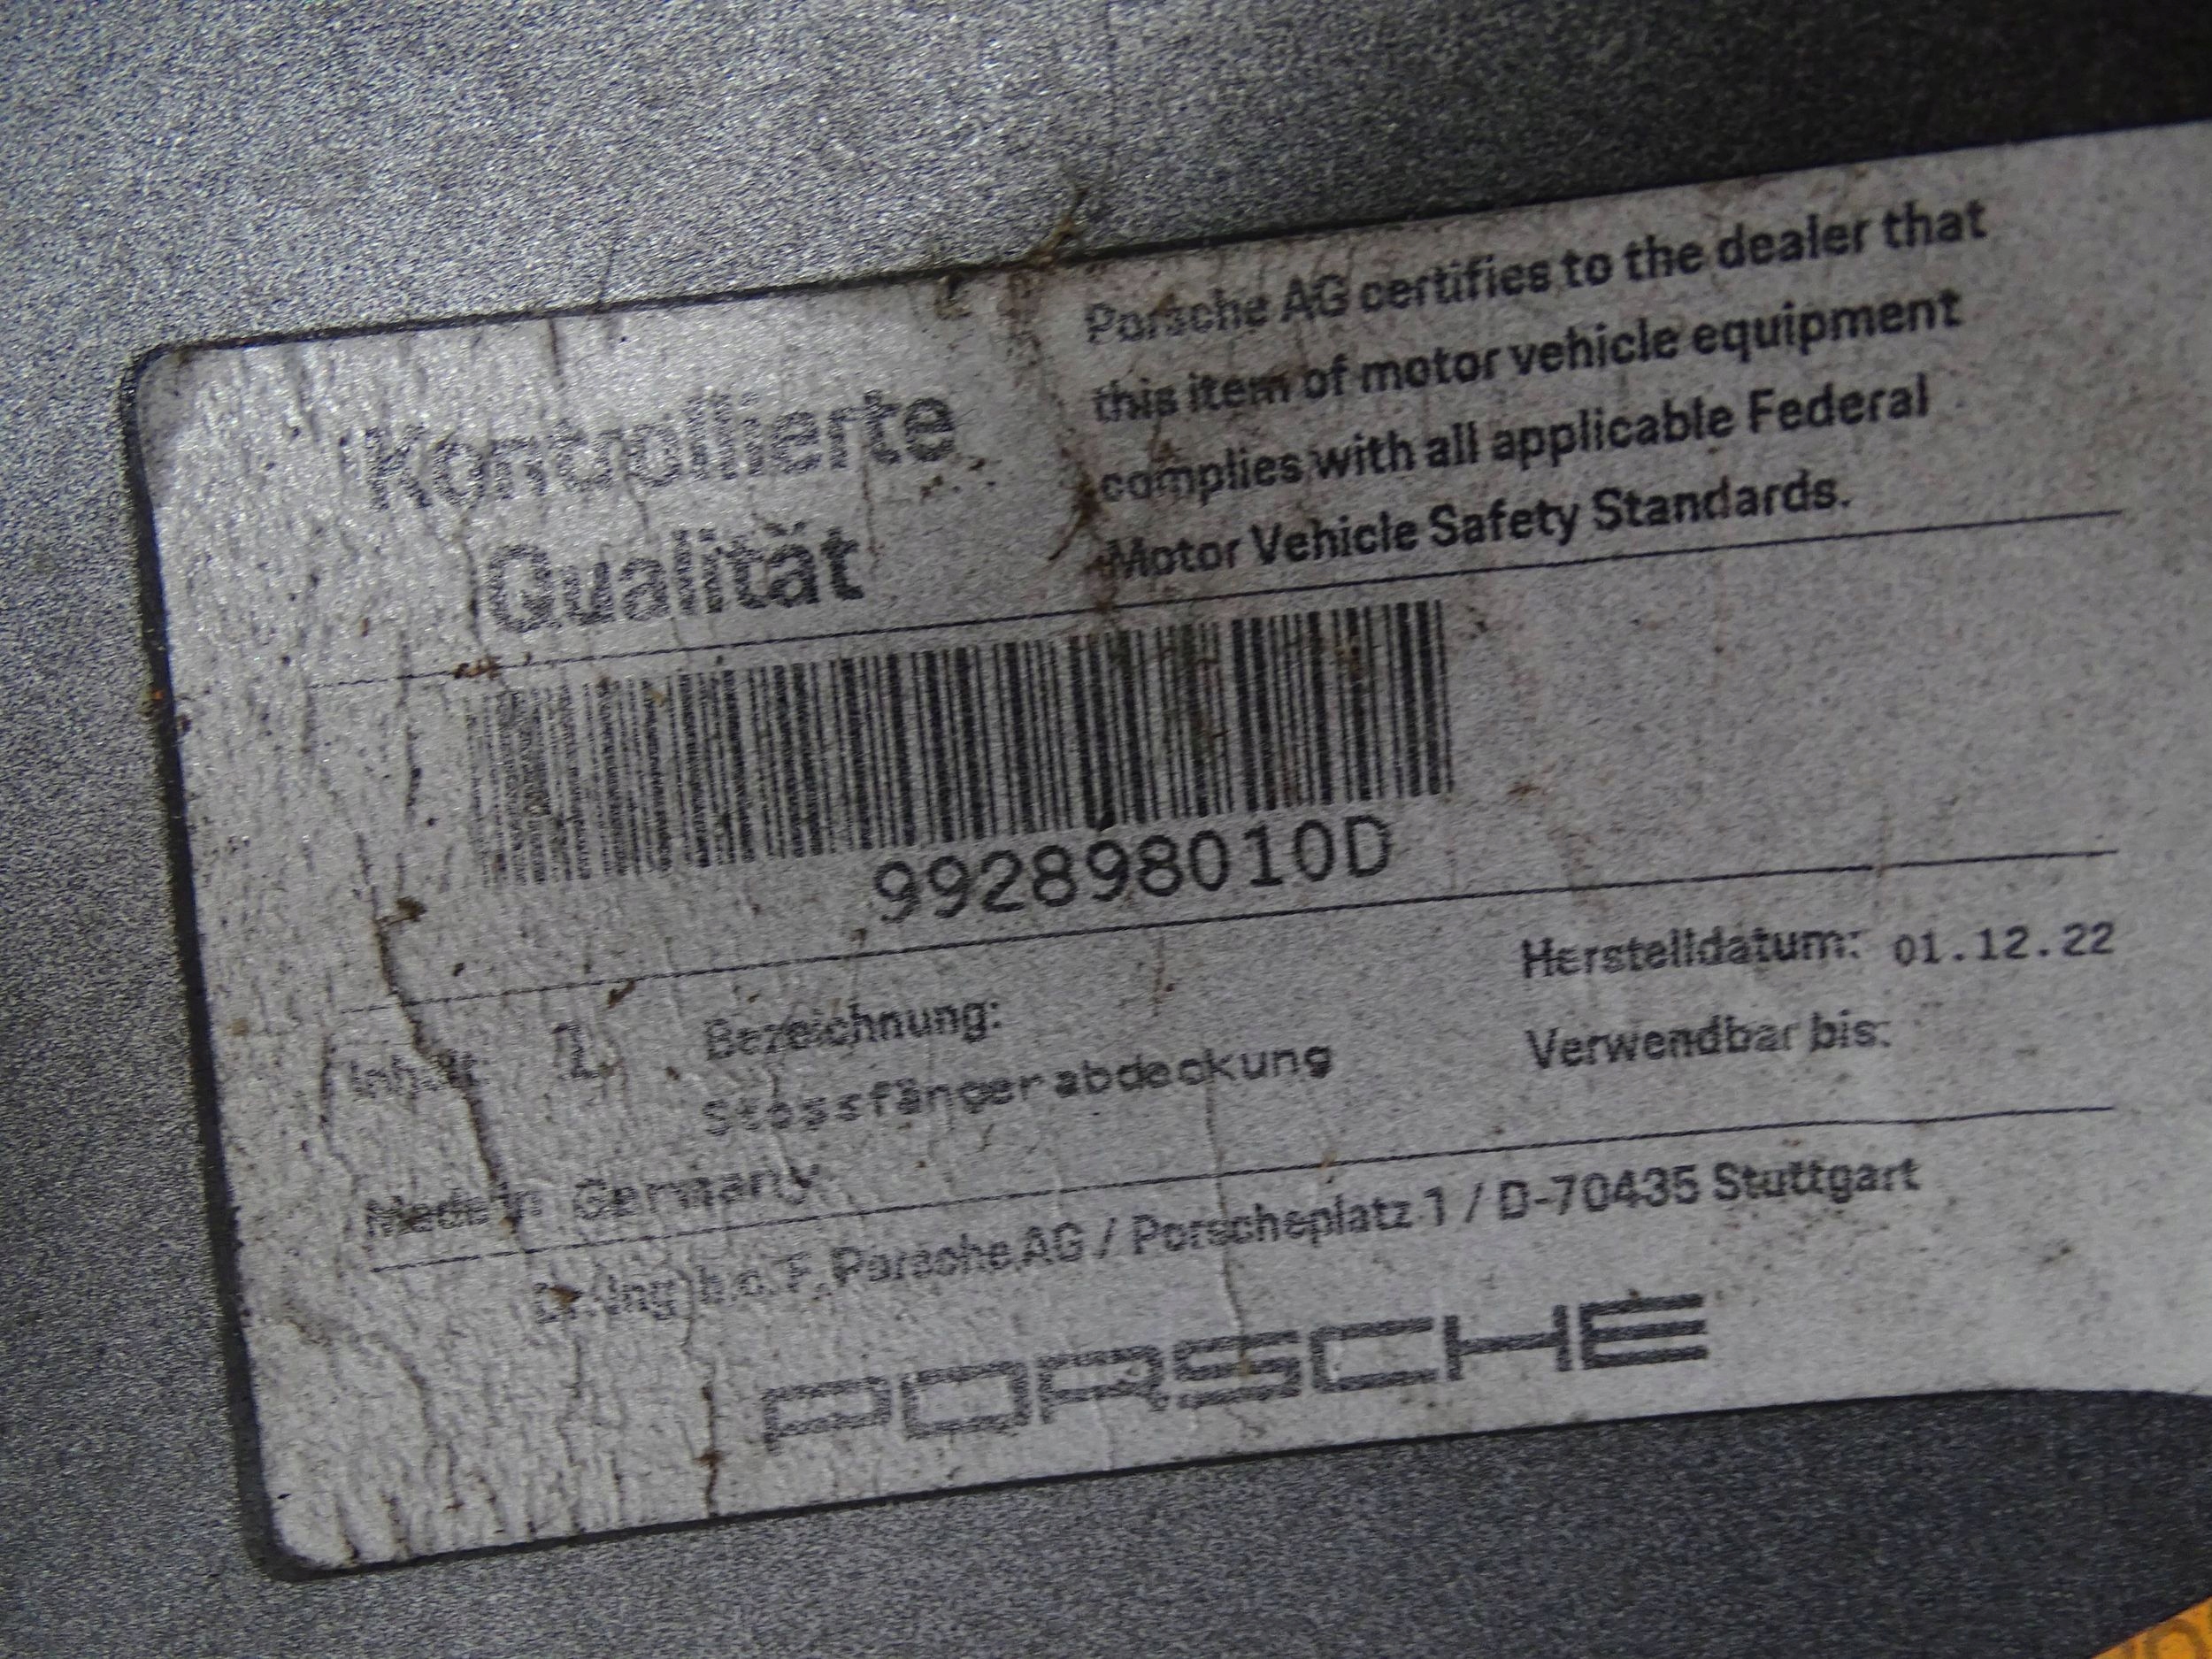 Kontrollierte
Qualität
Porsche AG certifies to the dealer that
this item of motor vehicle equipment
complies with all applicable Federal
Motor Vehicle Safety Standards.
992898010D
Inhalt: 1 Bezeichnung:
Stossfängerabdeckung
Herstelldatum: 01.12.22
Verwendbar bis:
Made in Germany
Dr. Ing. h.c. F. Porsche AG / Porscheplatz 1 / D-70435 Stuttgart
PORSCHE